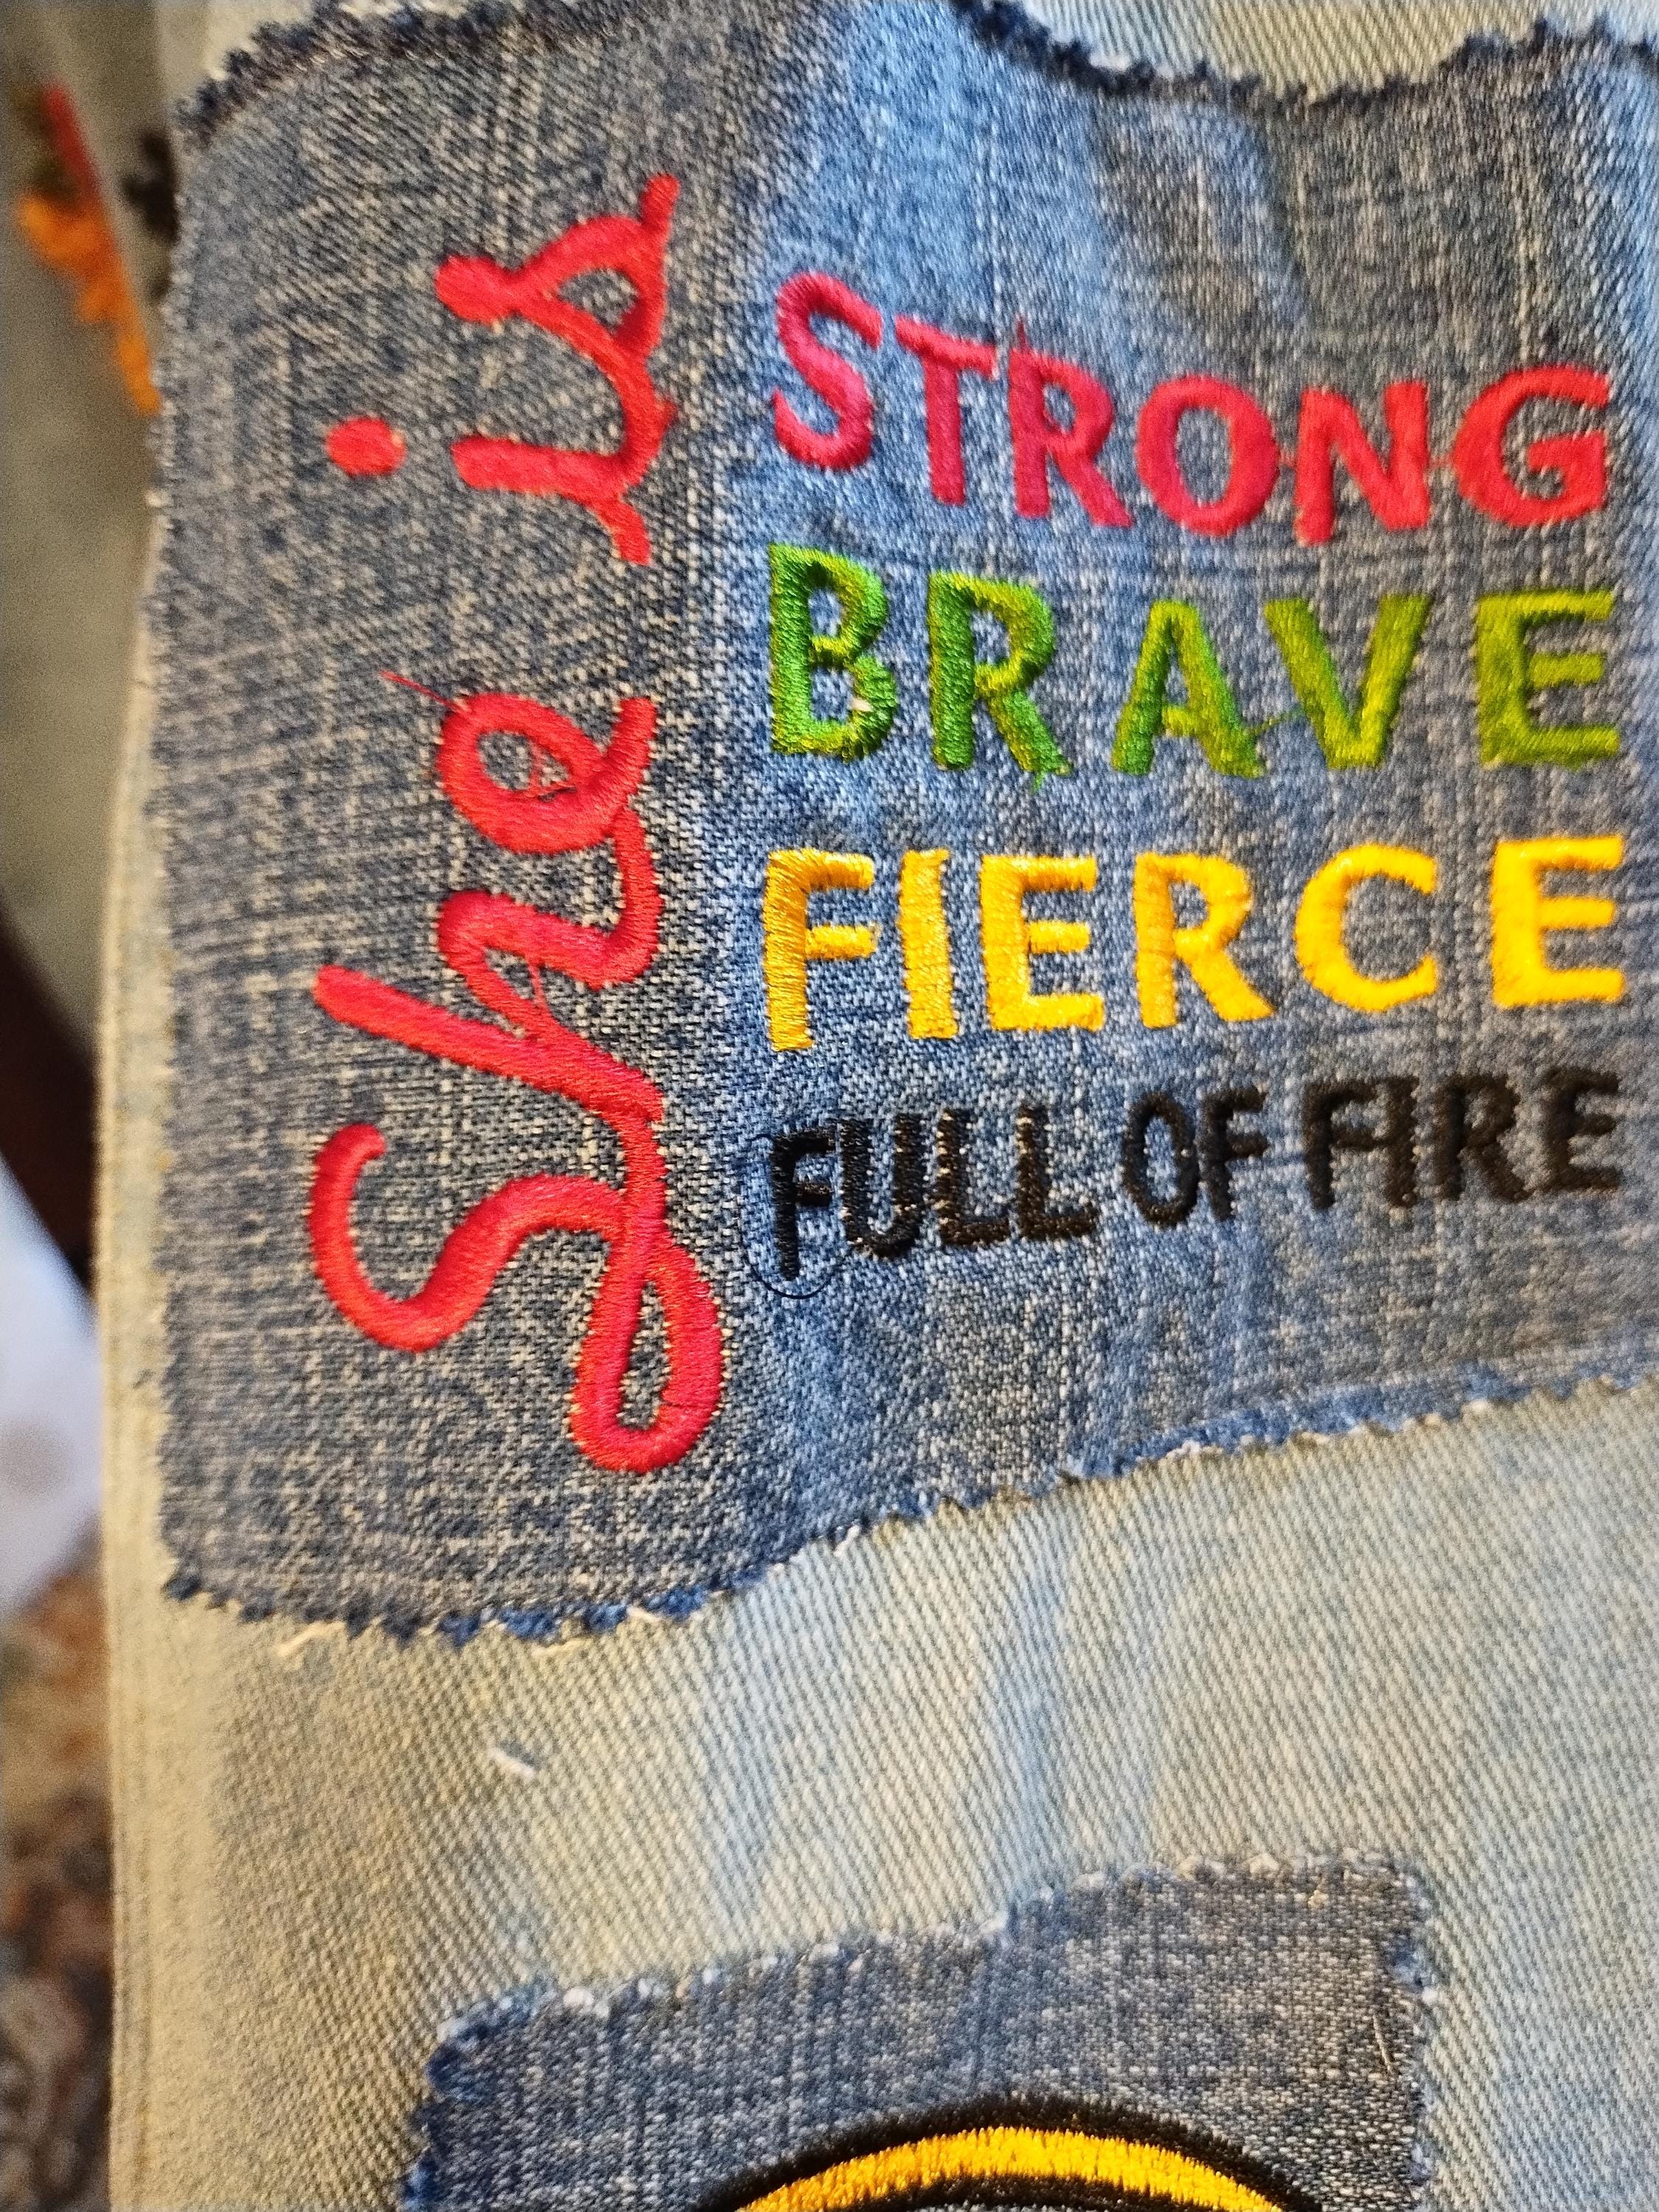 She is
STRONG
BRAVE
FIERCE
FULL OF FIRE